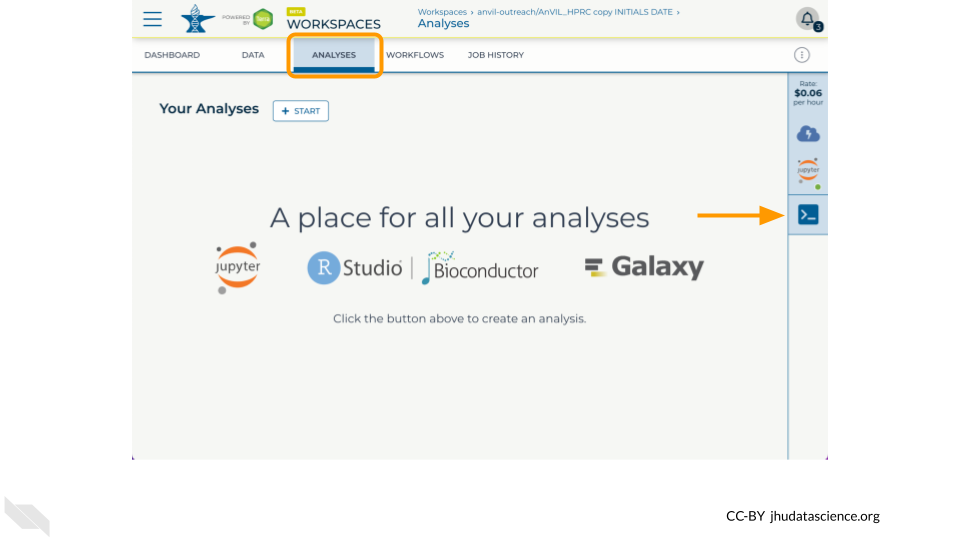 POWERED BY
Terra
BETA
WORKSPACES
Workspaces › anvil-outreach/AnVIL_HPRC copy INITIALS DATE ›
Analyses
3
DASHBOARD DATA ANALYSES WORKFLOWS JOB HISTORY
Rate:
$0.06
per hour
Your Analyses + START
jupyter
>_
A place for all your analyses
jupyter R Studio | Bioconductor Galaxy
Click the button above to create an analysis.
CC-BY jhudatascience.org